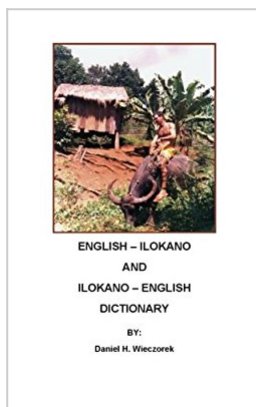 ENGLISH – ILOKANO
AND
ILOKANO – ENGLISH
DICTIONARY
BY:
Daniel H. Wieczorek